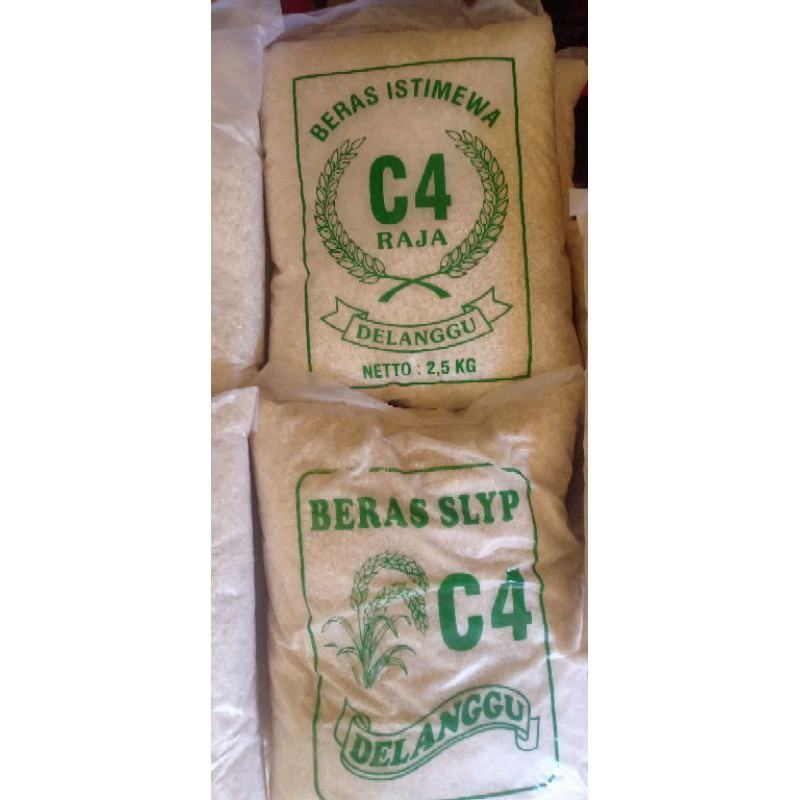 BERAS ISTIMEWA
C4
RAJA
DELANGGU
NETTO : 2,5 KG
BERAS SLYP
C4
DELANGGU